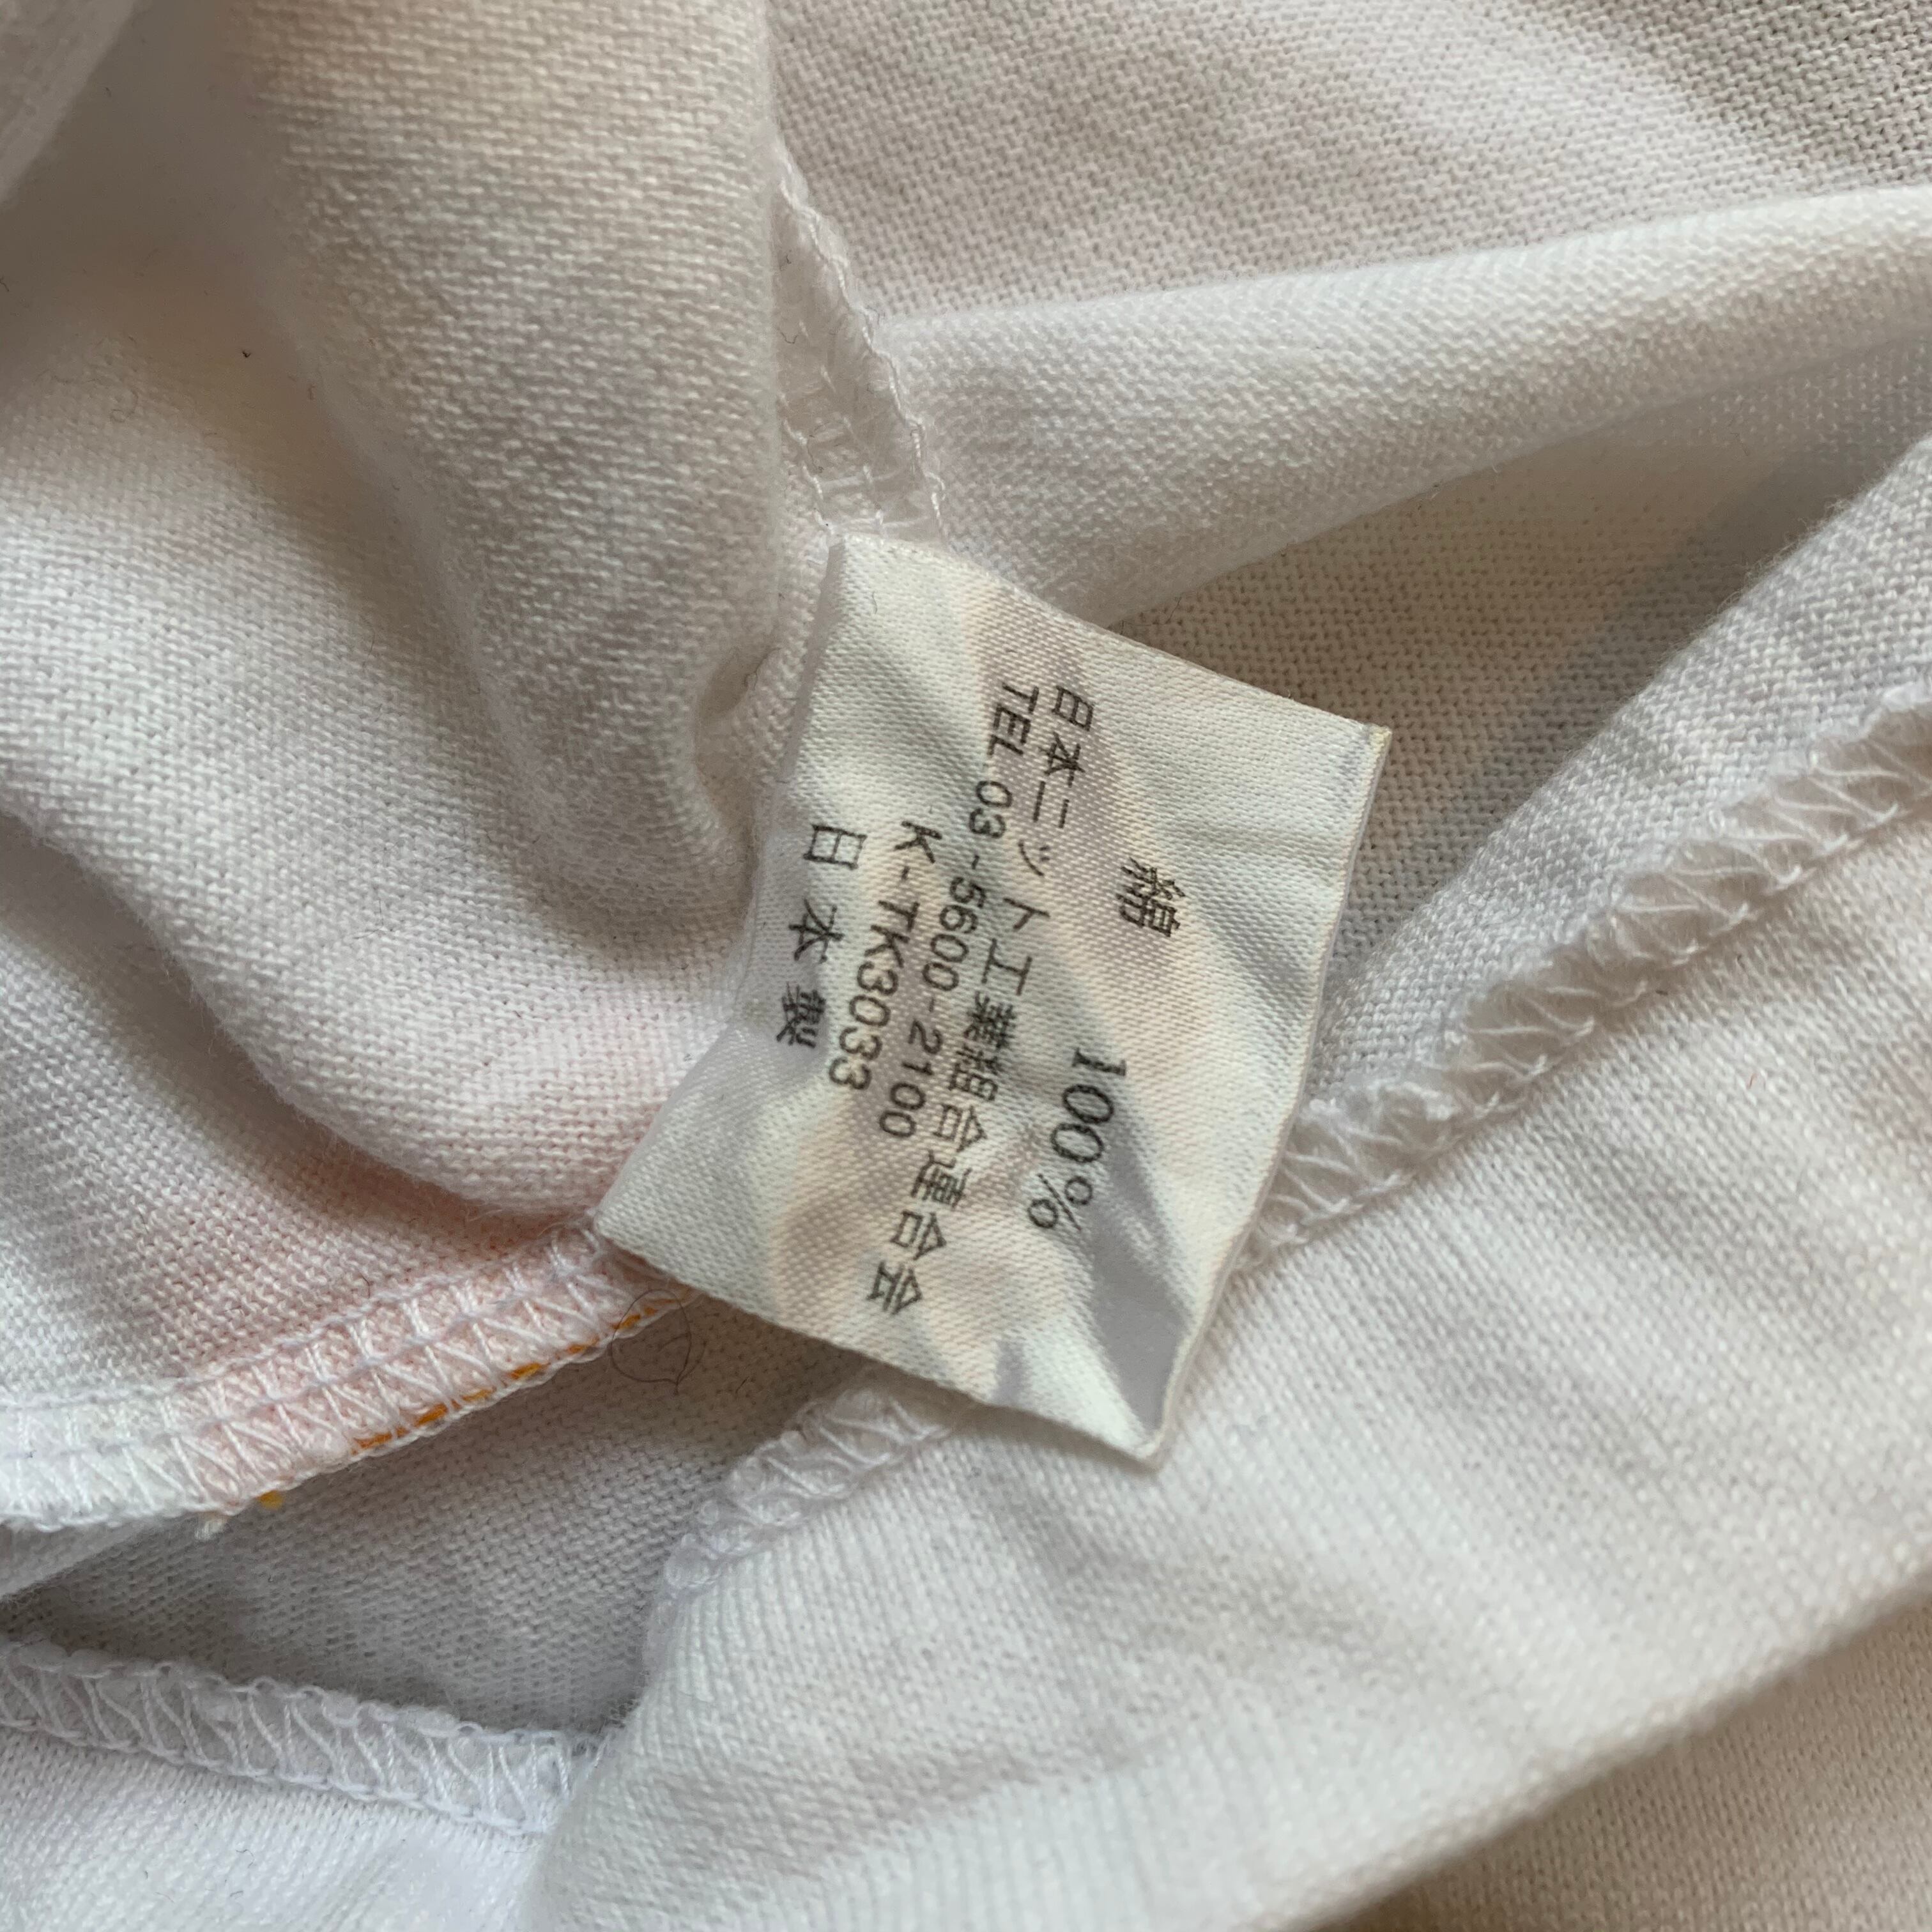 綿 100%
日本ニット工業組合連合会
TEL 03-5600-2100
K-TK3033
日本製